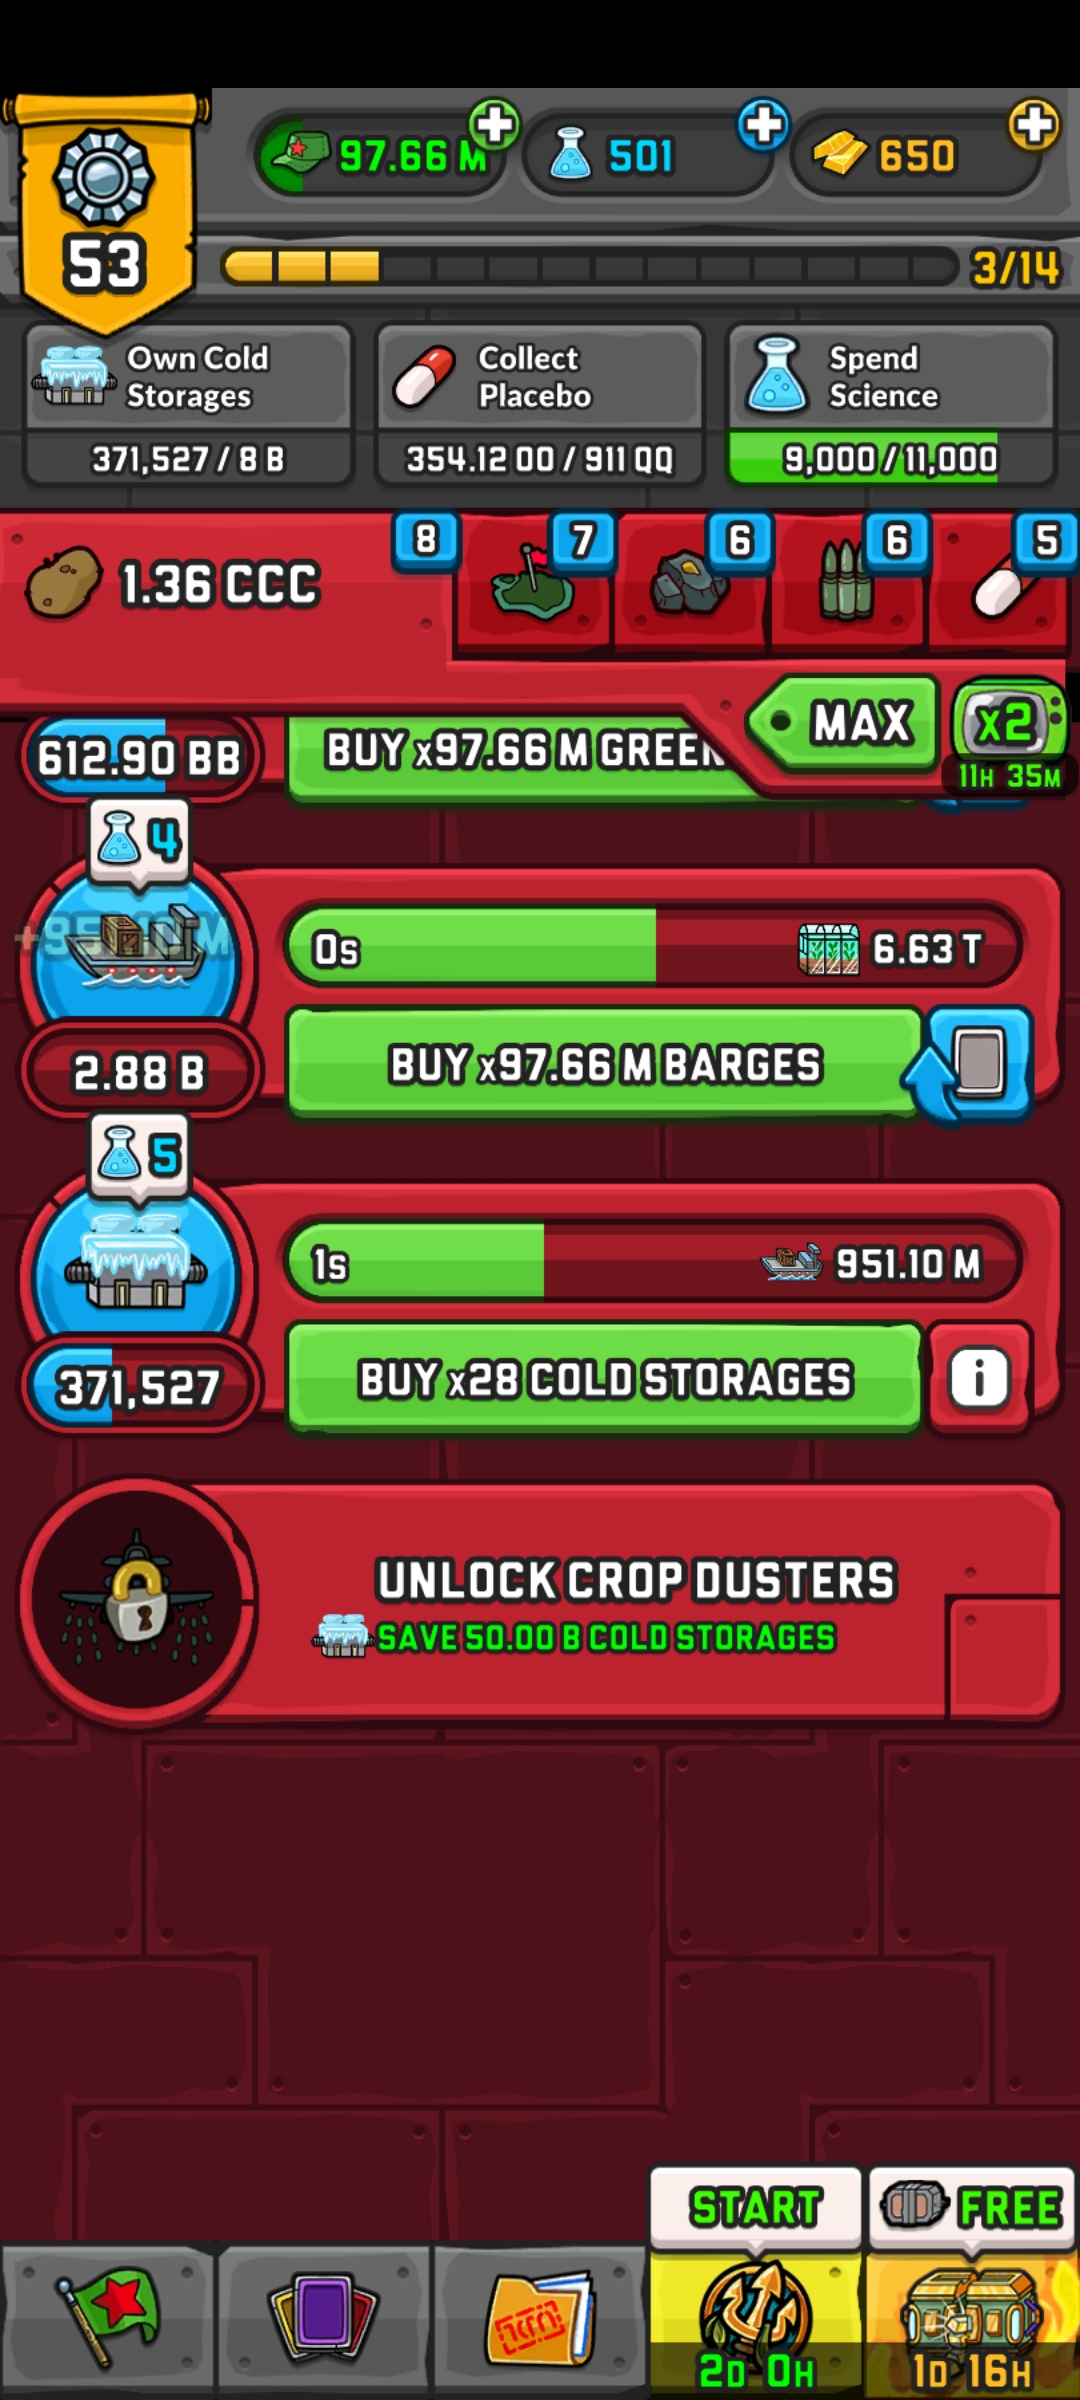 97.66 M
501
650
53
3/14
Own Cold
Storages
371,527 / 8 B
Collect
Placebo
354.12 OO / 911 QQ
Spend
Science
9,000 / 11,000
1.36 CCC
8
7
6
6
5
MAX
x2
11H 35M
612.90 BB
BUY x97.66 M GREEN
4
0s
6.63 T
2.88 B
BUY x97.66 M BARGES
5
1s
951.10 M
371,527
BUY x28 COLD STORAGES
i
UNLOCK CROP DUSTERS
SAVE 50.00 B COLD STORAGES
START
FREE
2D 0H
1D 16H